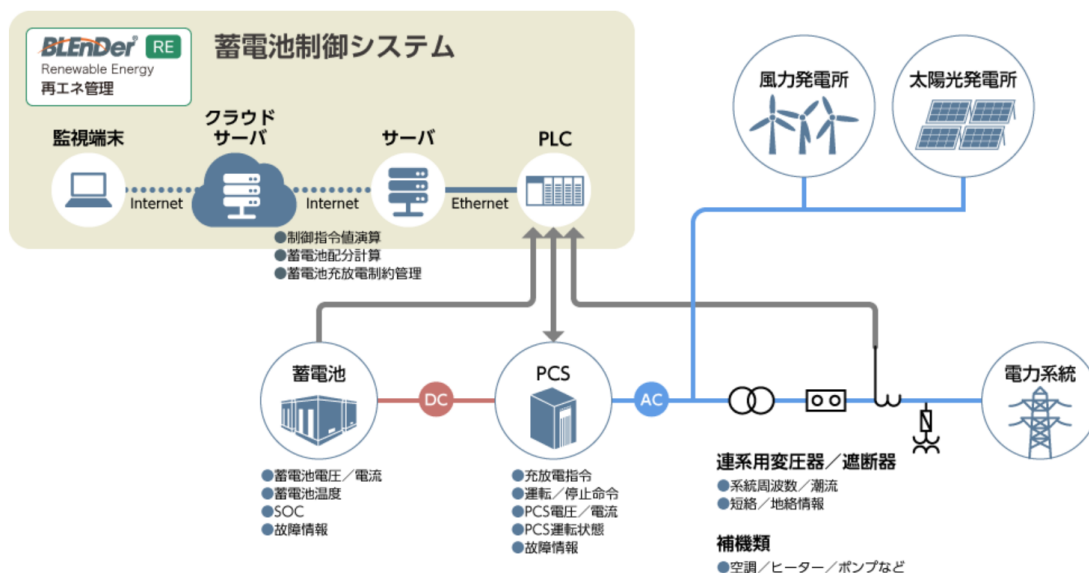 BLEnDer® RE
Renewable Energy
再エネ管理
蓄電池制御システム
監視端末
クラウド
サーバ
サーバ
PLC
Internet
Internet
Ethernet
●制御指令値演算
●蓄電池配分計算
●蓄電池充放電制約管理
風力発電所
太陽光発電所
蓄電池
DC
PCS
AC
電力系統
●蓄電池電圧／電流
●蓄電池温度
●SOC
●故障情報
●充放電指令
●運転／停止命令
●PCS電圧／電流
●PCS運転状態
●故障情報
連系用変圧器／遮断器
●系統周波数／潮流
●短絡／地絡情報
補機類
●空調／ヒーター／ポンプなど